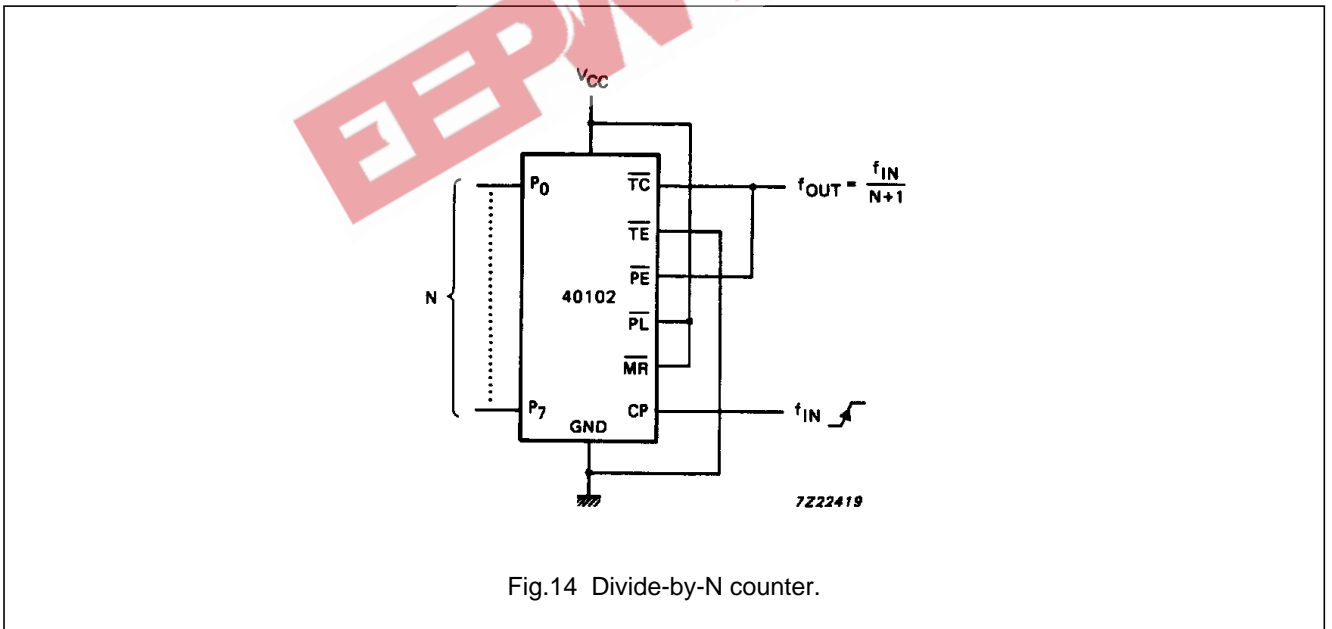 EEPW
VCC
P0
TC
fOUT = fIN / N+1
TE
PE
N
40102
PL
MR
P7
CP
fIN
GND
7Z22419
Fig.14 Divide-by-N counter.